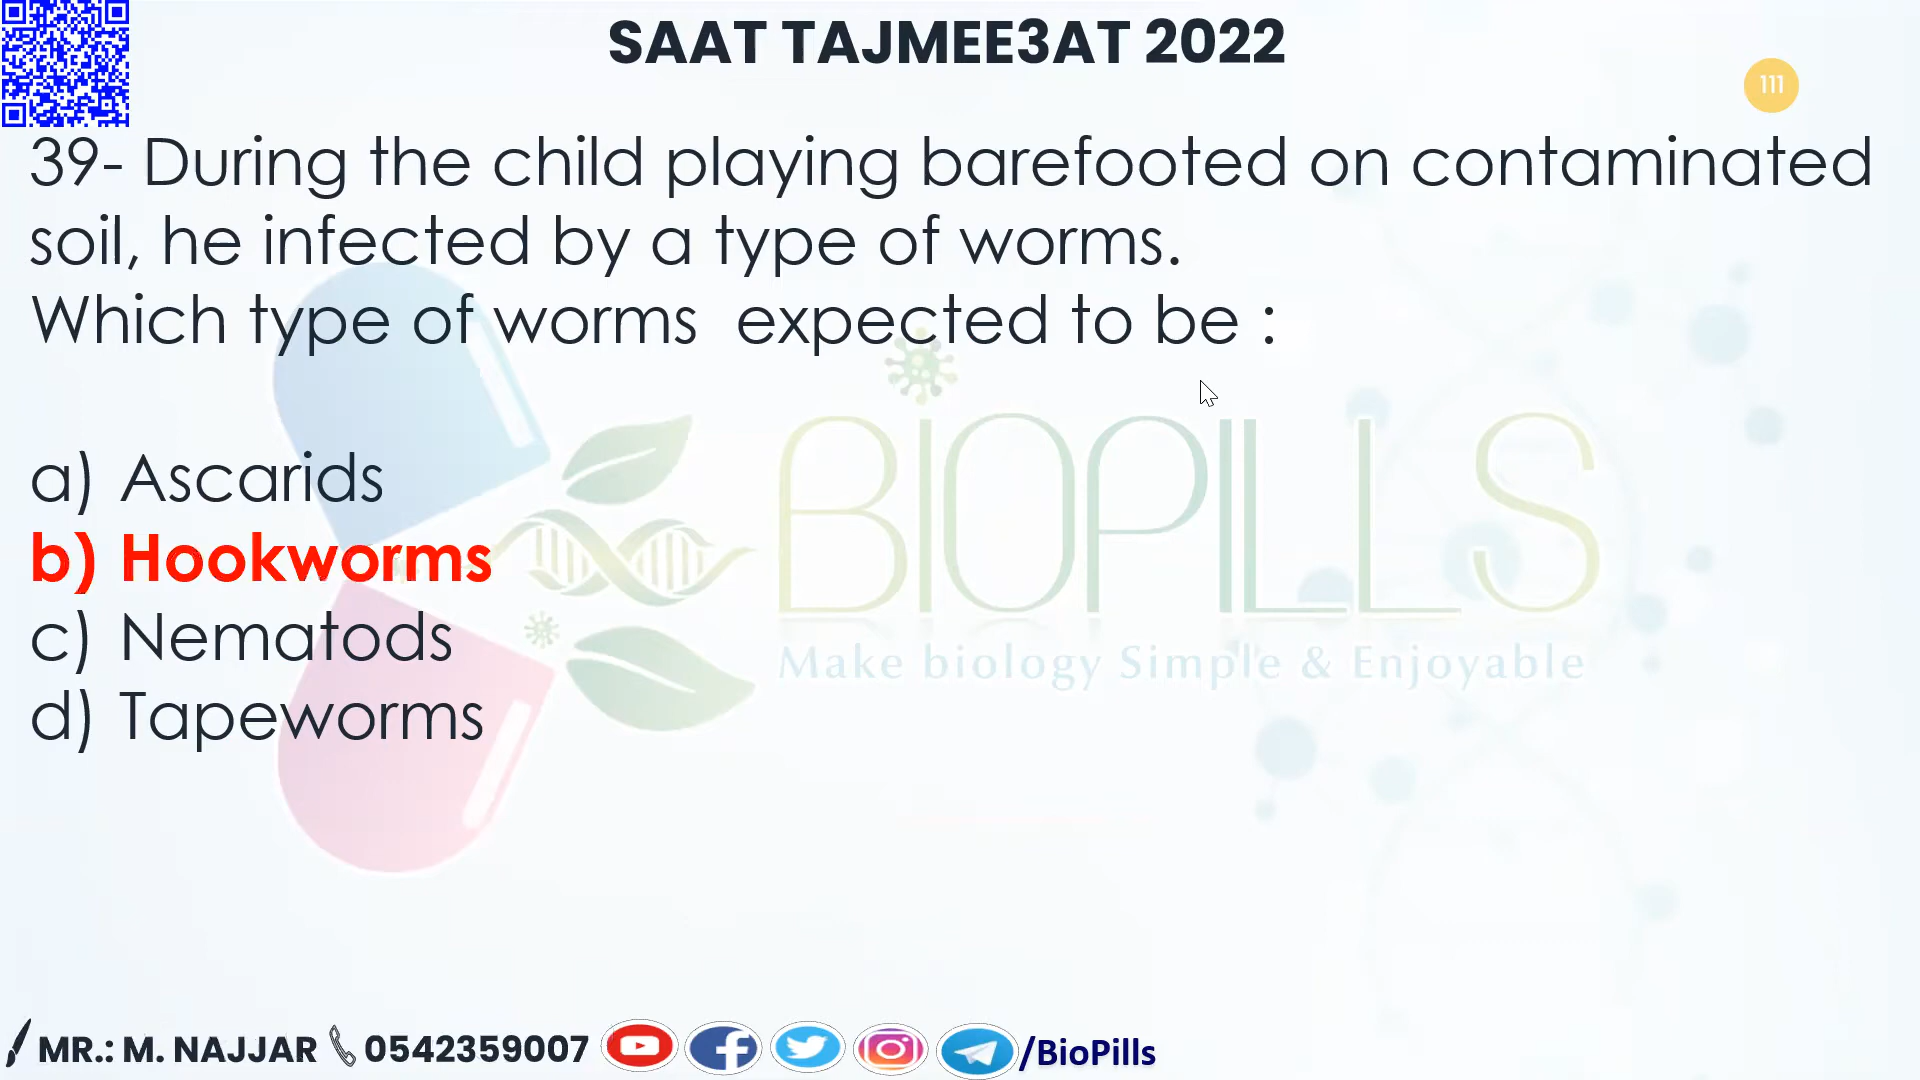 SAAT TAJMEE3AT 2022
111
39- During the child playing barefooted on contaminated
soil, he infected by a type of worms.
Which type of worms expected to be :
a) Ascarids
b) Hookworms
c) Nematods
d) Tapeworms
BIOPILLS
Make biology Simple & Enjoyable
MR.: M. NAJJAR 0542359007 /BioPills